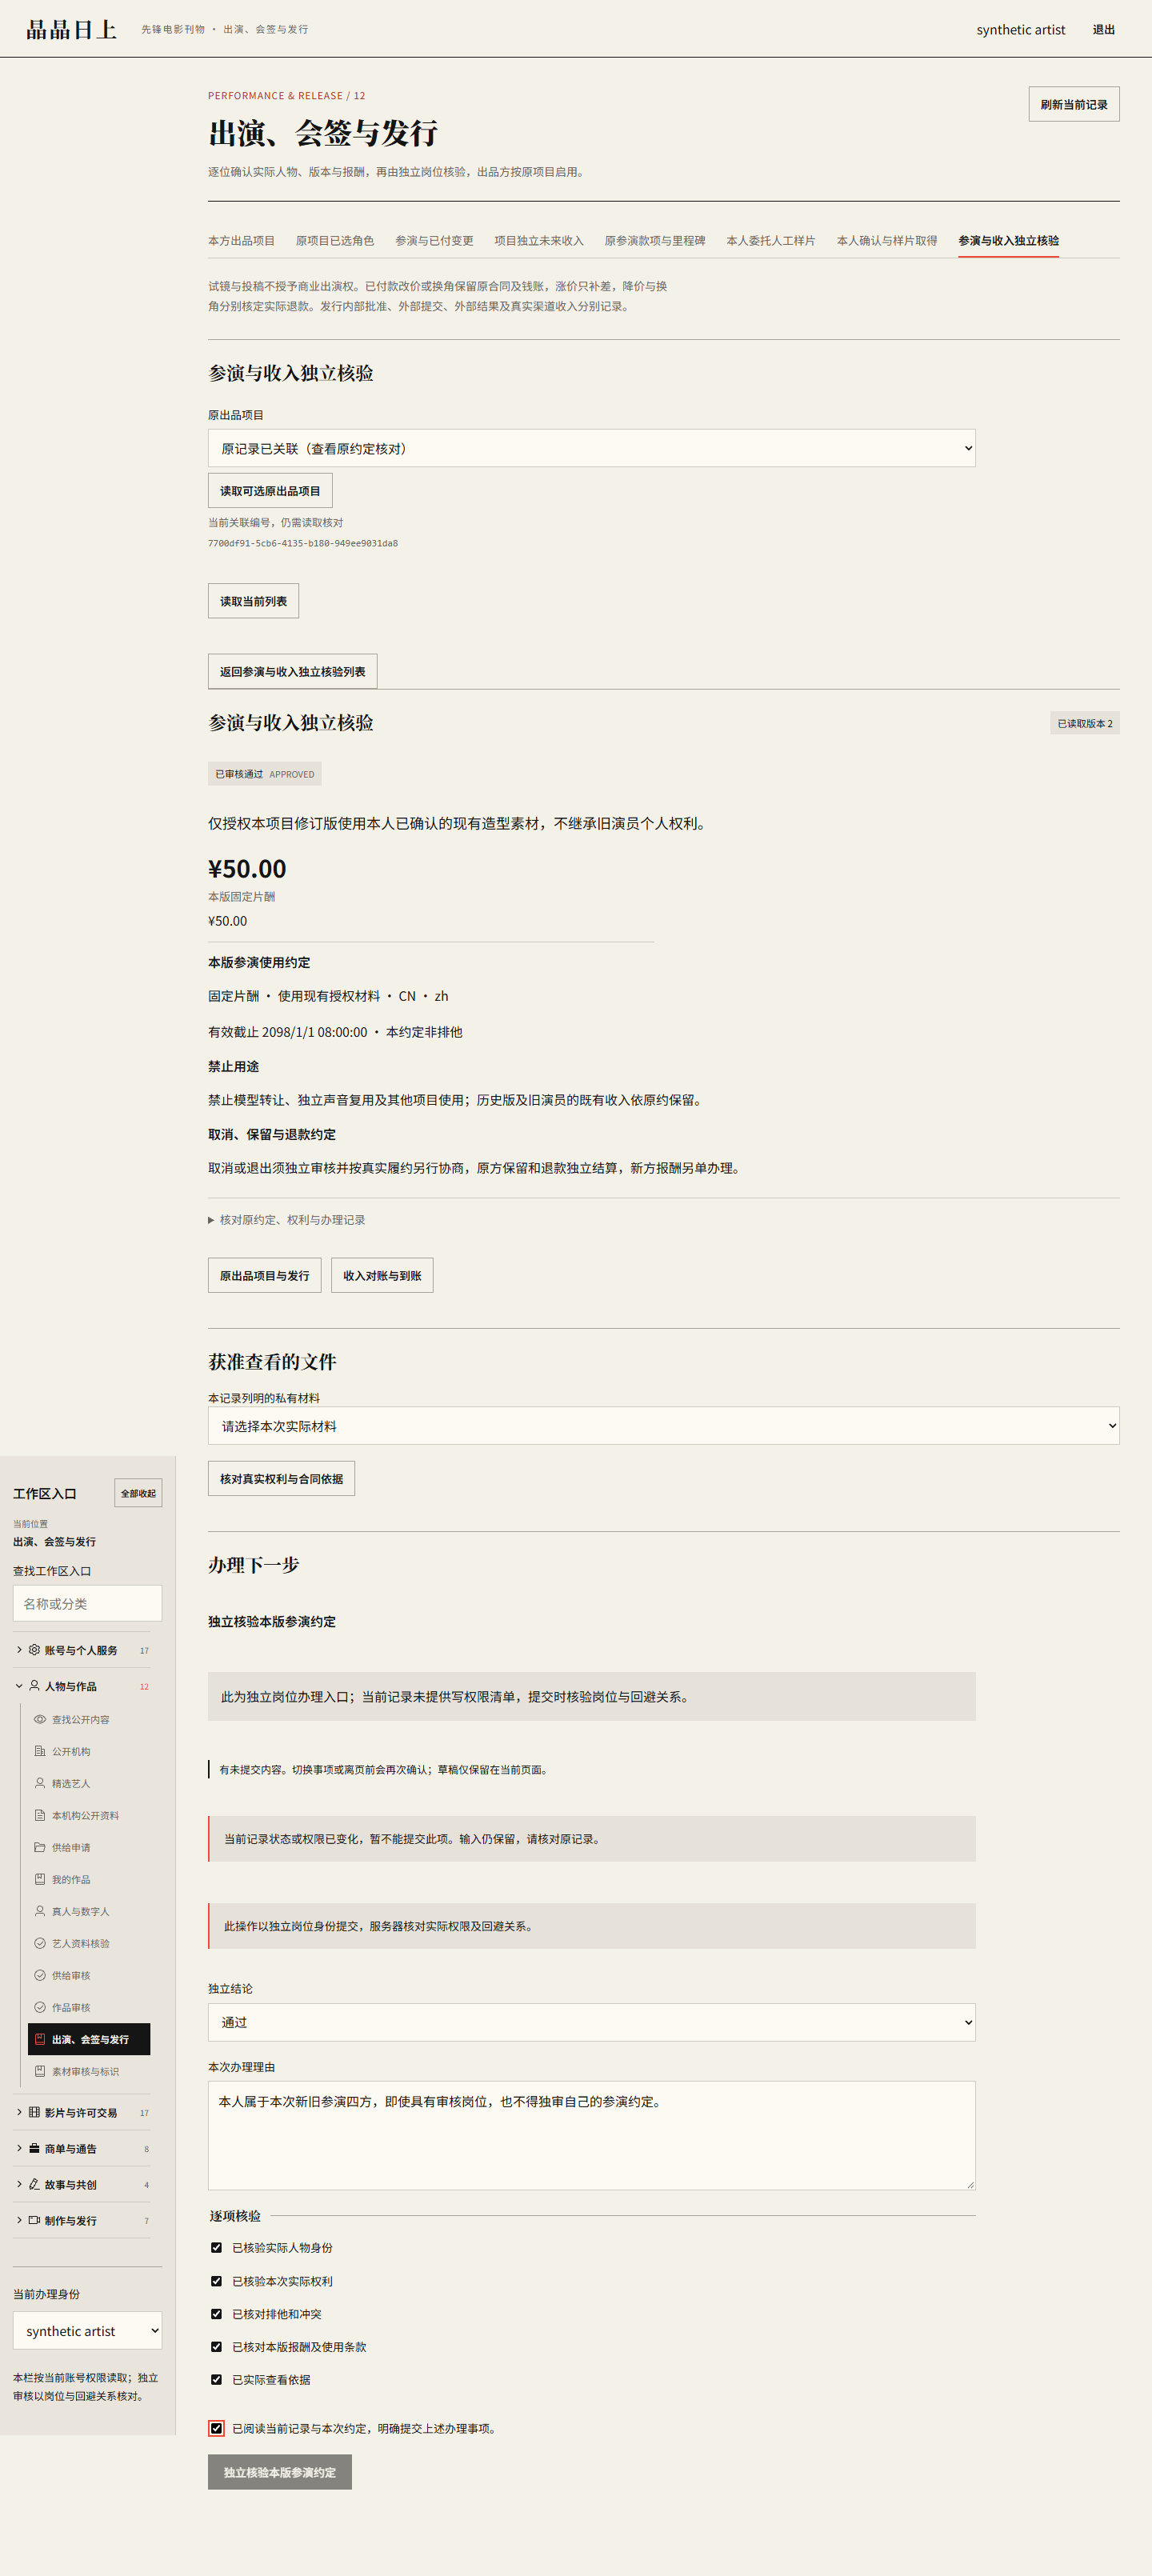 晶晶日上
先锋电影刊物 · 出演、会签与发行
synthetic artist
退出
PERFORMANCE & RELEASE / 12
刷新当前记录
出演、会签与发行
逐位确认实际人物、版本与报酬，再由独立岗位核验，出品方按原项目启用。
本方出品项目
原项目已选角色
参演与已付变更
项目独立未来收入
原参演款项与里程碑
本人委托人工样片
本人确认与样片取得
参演与收入独立核验
试镜与投稿不授予商业出演权。已付款改价或换角保留原合同及钱账，涨价只补差，降价与换
角分别核定实际退款。发行内部批准、外部提交、外部结果及真实渠道收入分别记录。
参演与收入独立核验
原出品项目
原记录已关联（查看原约定核对）
读取可选原出品项目
当前关联编号，仍需读取核对
7700df91-5cb6-4135-b180-949ee9031da8
读取当前列表
返回参演与收入独立核验列表
参演与收入独立核验
已读取版本 2
已审核通过 APPROVED
仅授权本项目修订版使用本人已确认的现有造型素材，不继承旧演员个人权利。
¥50.00
本版固定片酬
¥50.00
本版参演使用约定
固定片酬 · 使用现有授权材料 · CN · zh
有效截止 2098/1/1 08:00:00 · 本约定非排他
禁止用途
禁止模型转让、独立声音复用及其他项目使用；历史版及旧演员的既有收入依原约保留。
取消、保留与退款约定
取消或退出须独立审核并按真实履约另行协商，原方保留和退款独立结算，新方报酬另单办理。
核对原约定、权利与办理记录
原出品项目与发行
收入对账与到账
获准查看的文件
本记录列明的私有材料
请选择本次实际材料
核对真实权利与合同依据
办理下一步
独立核验本版参演约定
此为独立岗位办理入口；当前记录未提供写权限清单，提交时核验岗位与回避关系。
有未提交内容。切换事项或离页前会再次确认；草稿仅保留在当前页面。
当前记录状态或权限已变化，暂不能提交此项。输入仍保留，请核对原记录。
此操作以独立岗位身份提交，服务器核对实际权限及回避关系。
独立结论
通过
本次办理理由
本人属于本次新旧参演四方，即使具有审核岗位，也不得独审自己的参演约定。
逐项核验
已核验实际人物身份
已核验本次实际权利
已核对排他和冲突
已核对本版报酬及使用条款
已实际查看依据
已阅读当前记录与本次约定，明确提交上述办理事项。
独立核验本版参演约定
工作区入口
全部收起
当前位置
出演、会签与发行
查找工作区入口
名称或分类
账号与个人服务 17
人物与作品 12
查找公开内容
公开机构
精选艺人
本机构公开资料
供给申请
我的作品
真人与数字人
艺人资料核验
供给审核
作品审核
出演、会签与发行
素材审核与标识
影片与许可交易 17
商单与通告 8
故事与共创 4
制作与发行 7
当前办理身份
synthetic artist
本栏按当前账号权限读取；独立
审核以岗位与回避关系核对。